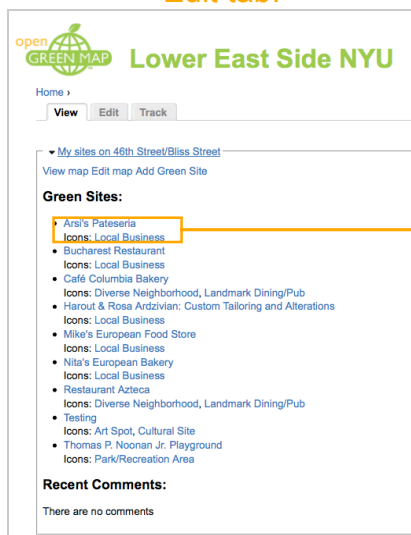 Edit tab.
open
GREEN MAP
Lower East Side NYU
Home ›
View Edit Track
My sites on 46th Street/Bliss Street
View map Edit map Add Green Site
Green Sites:
Arsi's Pateseria
Icons: Local Business
Bucharest Restaurant
Icons: Local Business
Café Columbia Bakery
Icons: Diverse Neighborhood, Landmark Dining/Pub
Harout & Rosa Ardzivian: Custom Tailoring and Alterations
Icons: Local Business
Mike's European Food Store
Icons: Local Business
Nita's European Bakery
Icons: Local Business
Restaurant Azteca
Icons: Diverse Neighborhood, Landmark Dining/Pub
Testing
Icons: Art Spot, Cultural Site
Thomas P. Noonan Jr. Playground
Icons: Park/Recreation Area
Recent Comments:
There are no comments